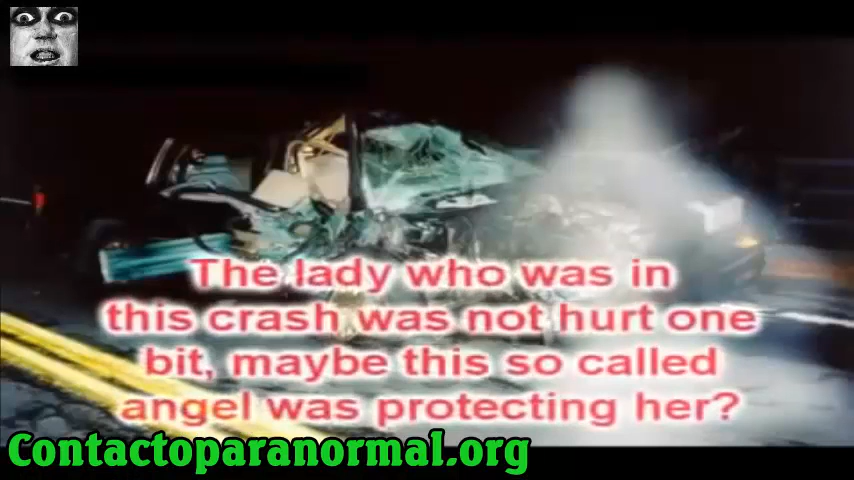 The lady who was in
this crash was not hurt one
bit, maybe this so called
angel was protecting her?
Contactoparanormal.org